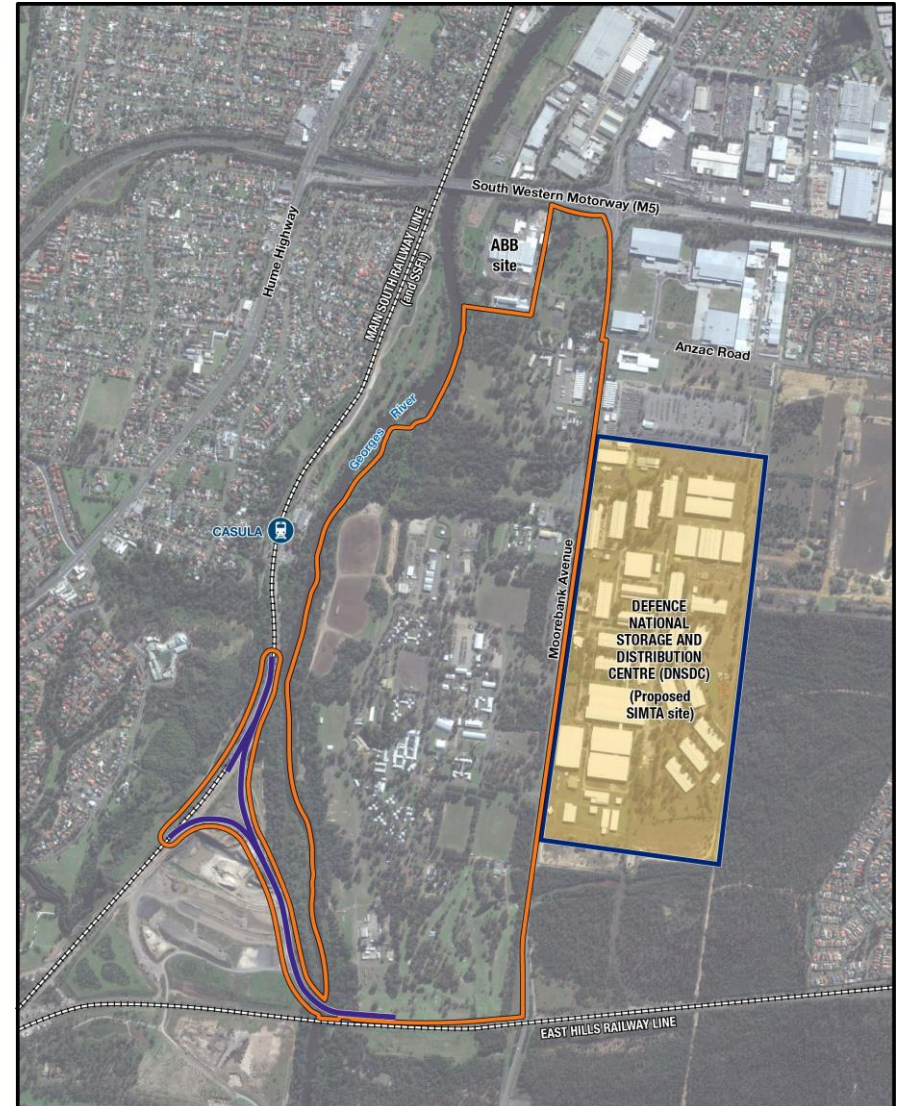 South Western Motorway (M5)
Hume Highway
MAIN SOUTH RAILWAY LINE
(and SSFL)
ABB
site
Anzac Road
Georges River
CASULA
Moorebank Avenue
DEFENCE
NATIONAL
STORAGE AND
DISTRIBUTION
CENTRE (DNSDC)
(Proposed
SIMTA site)
EAST HILLS RAILWAY LINE